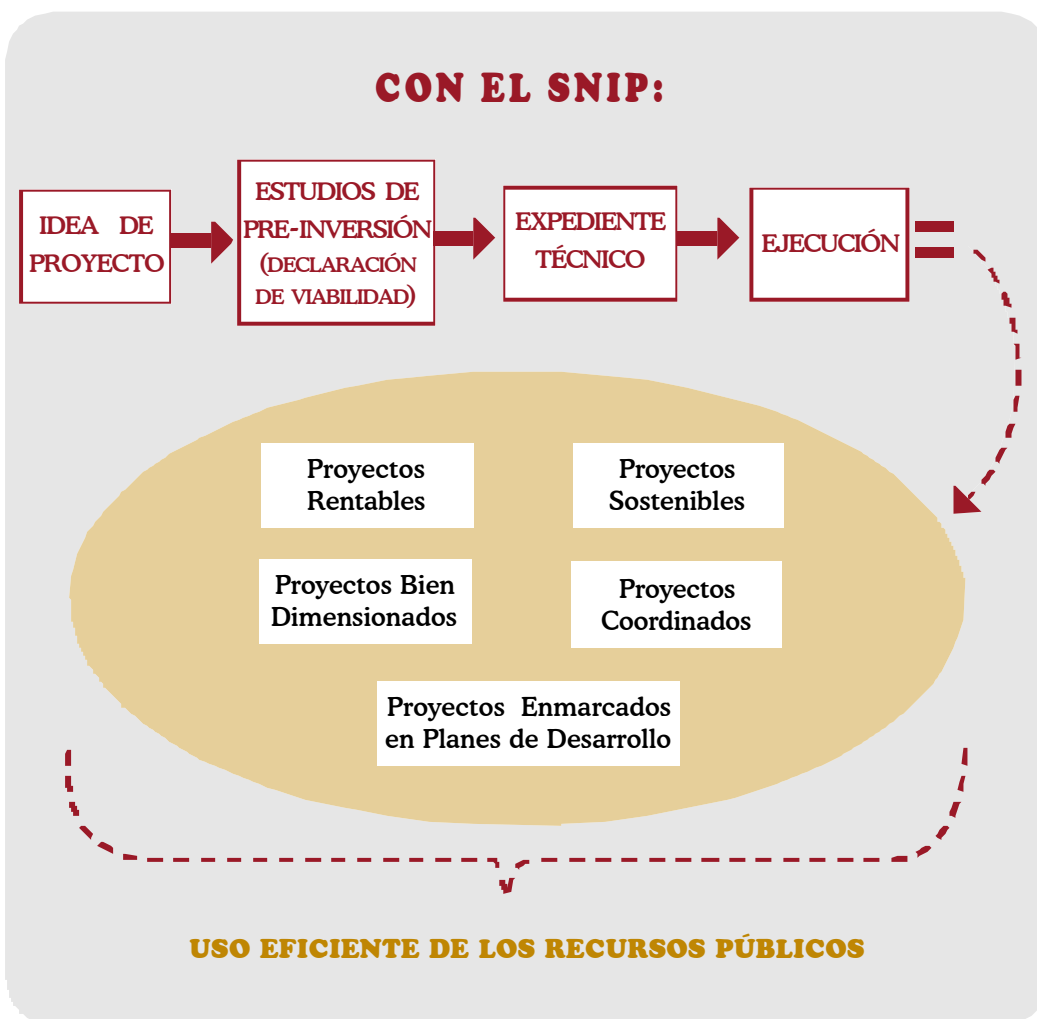 CON EL SNIP:
IDEA DE
PROYECTO
ESTUDIOS DE
PRE-INVERSIÓN
(DECLARACIÓN
DE VIABILIDAD)
EXPEDIENTE
TÉCNICO
EJECUCIÓN
Proyectos
Rentables
Proyectos
Sostenibles
Proyectos Bien
Dimensionados
Proyectos
Coordinados
Proyectos Enmarcados
en Planes de Desarrollo
USO EFICIENTE DE LOS RECURSOS PÚBLICOS